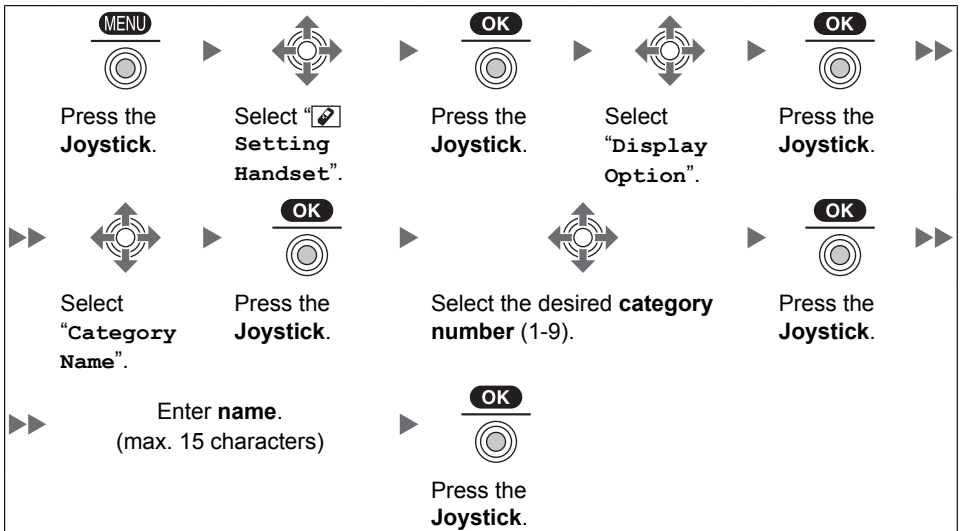 MENU
OK
OK
Press the
Joystick.
Select “
Setting
Handset”.
Press the
Joystick.
Select
“Display
Option”.
Press the
Joystick.
OK
OK
Select
“Category
Name”.
Press the
Joystick.
Select the desired category
number (1-9).
Press the
Joystick.
Enter name.
(max. 15 characters)
OK
Press the
Joystick.